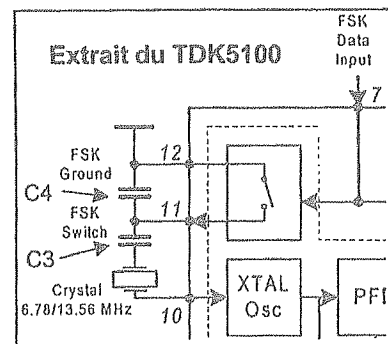 FSK
Data
Input
Extrait du TDK5100
7
FSK
Ground
12
C4
FSK
Switch
11
C3
Crystal
6.78/13.56 MHz
10
XTAL
Osc
PFI